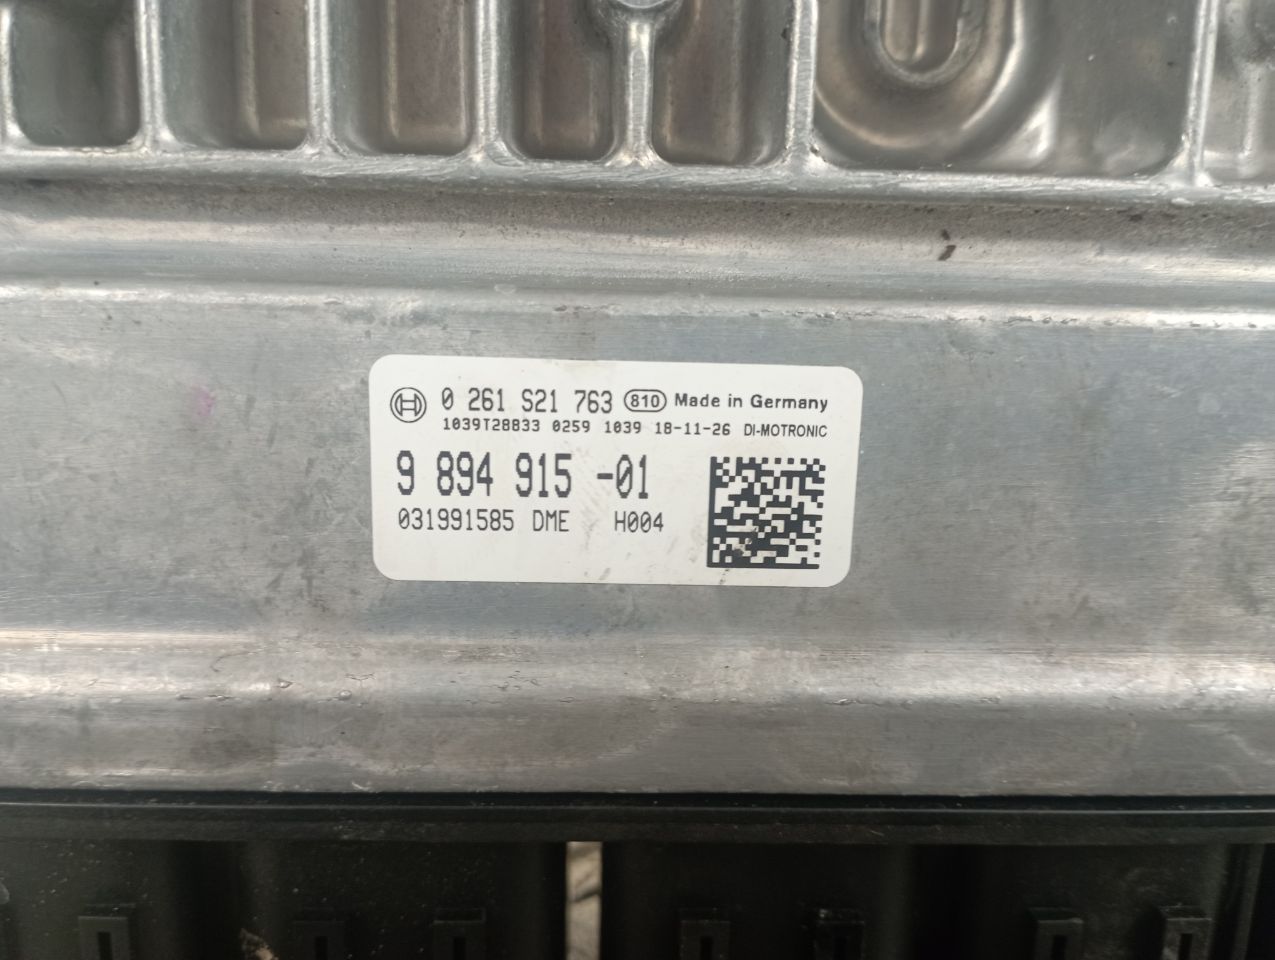 0 261 S21 763 810 Made in Germany
1039T28833 0259 1039 18-11-26 DI-MOTRONIC
9 894 915 -01
031991585 DME H004